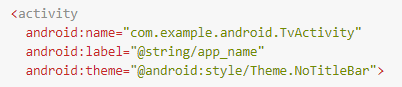 <activity
android:name="com.example.android.TvActivity"
android:label="@string/app_name"
android:theme="@android:style/Theme.NoTitleBar">